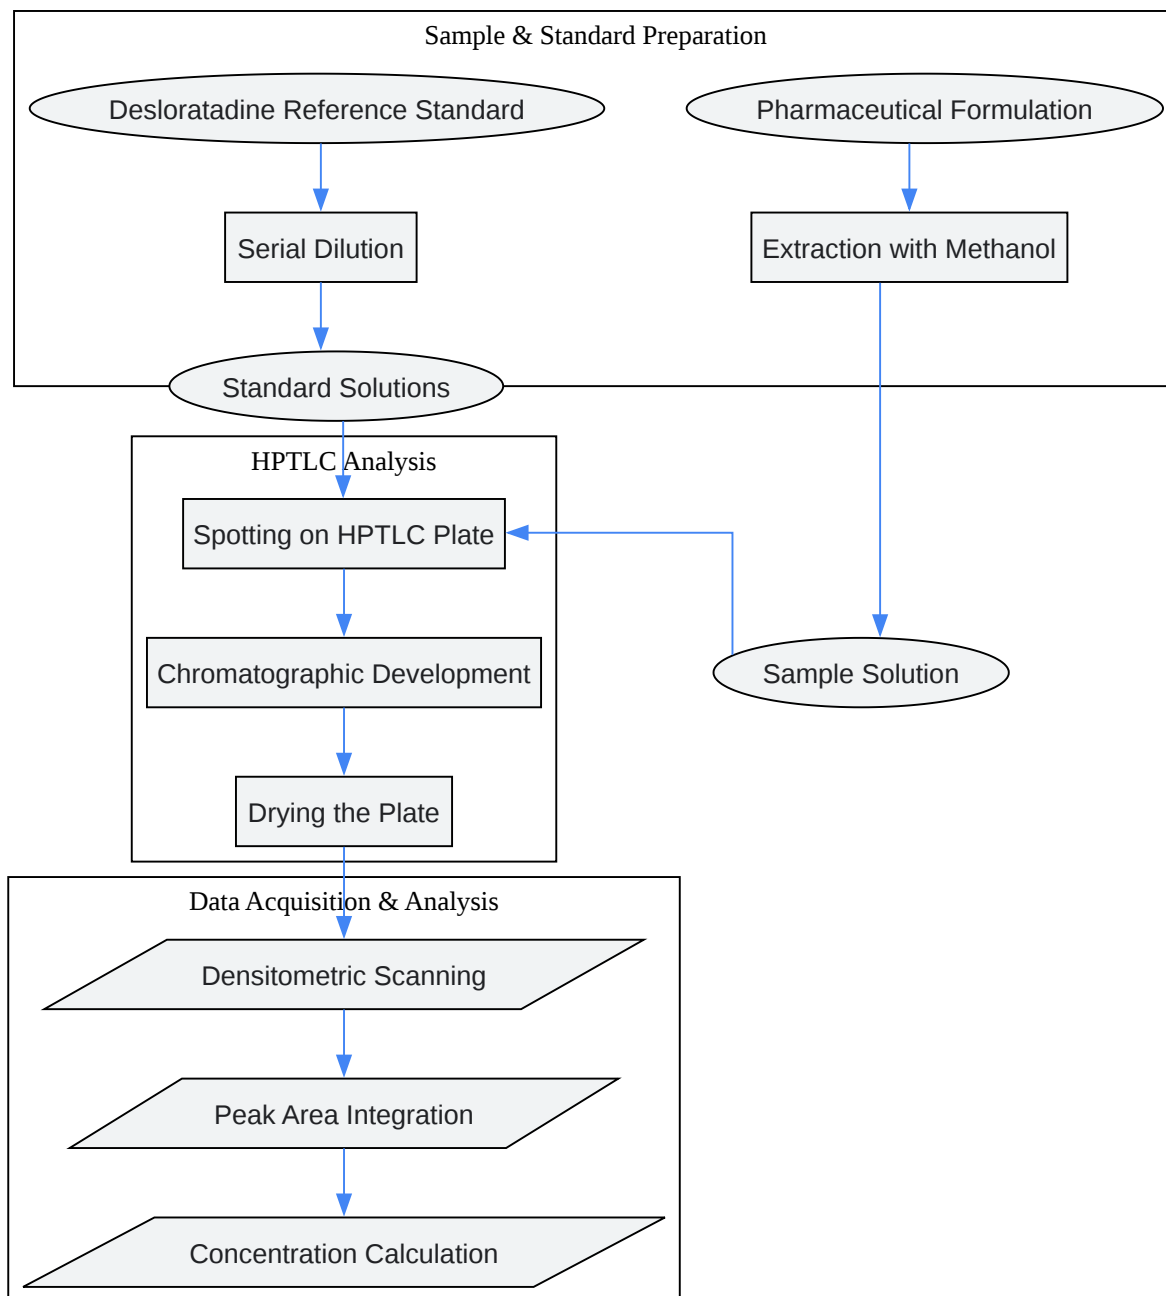 Sample & Standard Preparation
Desloratadine Reference Standard
Pharmaceutical Formulation
Serial Dilution
Extraction with Methanol
Standard Solutions
HPTLC Analysis
Spotting on HPTLC Plate
Chromatographic Development
Sample Solution
Drying the Plate
Data Acquisition & Analysis
Densitometric Scanning
Peak Area Integration
Concentration Calculation